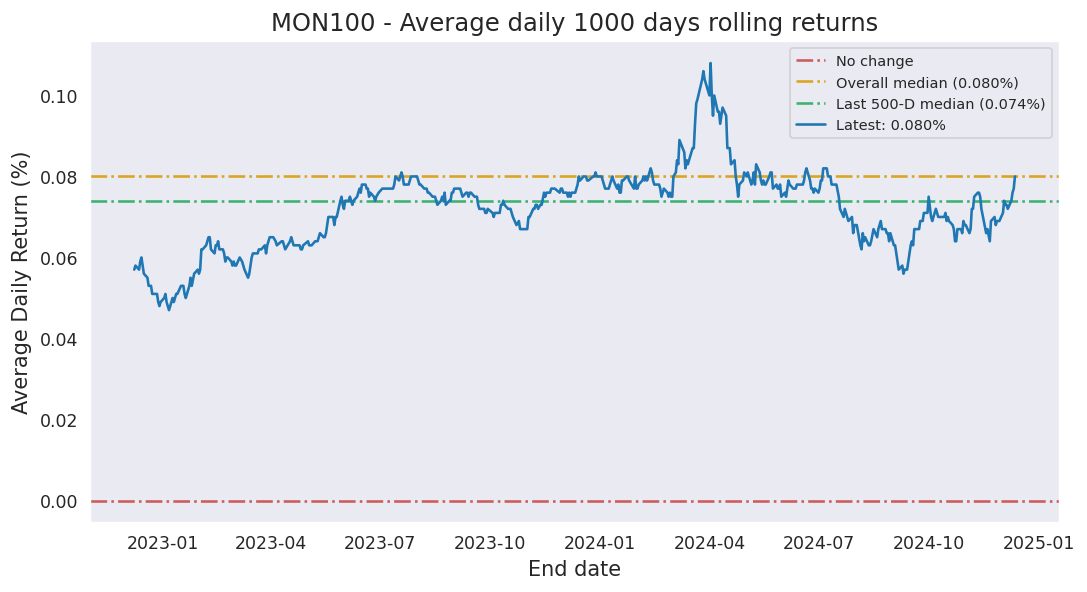 MON100 - Average daily 1000 days rolling returns
No change
Overall median (0.080%)
Last 500-D median (0.074%)
Latest: 0.080%
Average Daily Return (%)
0.10
0.08
0.06
0.04
0.02
0.00
2023-01 2023-04 2023-07 2023-10 2024-01 2024-04 2024-07 2024-10 2025-01
End date